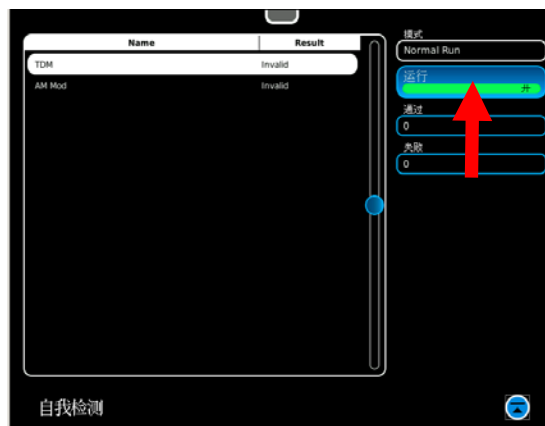 Name Result
TDM Invalid
AM Mod Invalid
模式
Normal Run
运行
开
通过
0
失败
0
自我检测